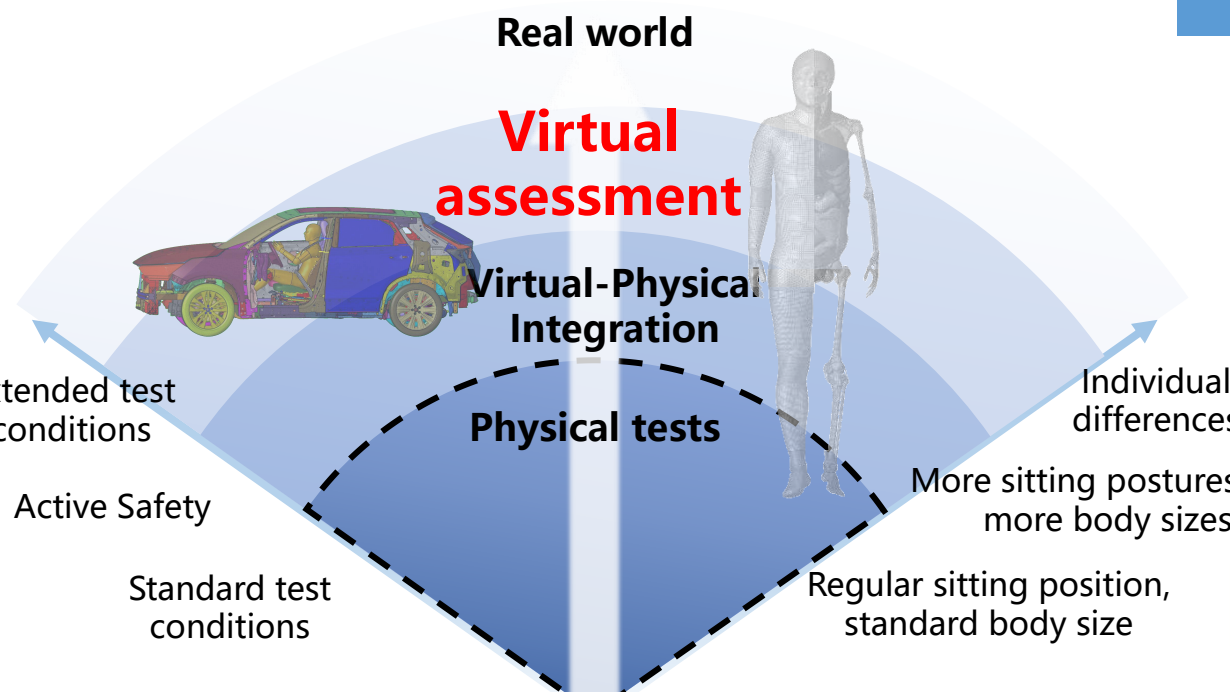 Real world
Virtual
assessment
Virtual-Physical
Integration
Physical tests
tended test
conditions
Active Safety
Standard test
conditions
Individual
differences
More sitting postures
more body sizes
Regular sitting position,
standard body size